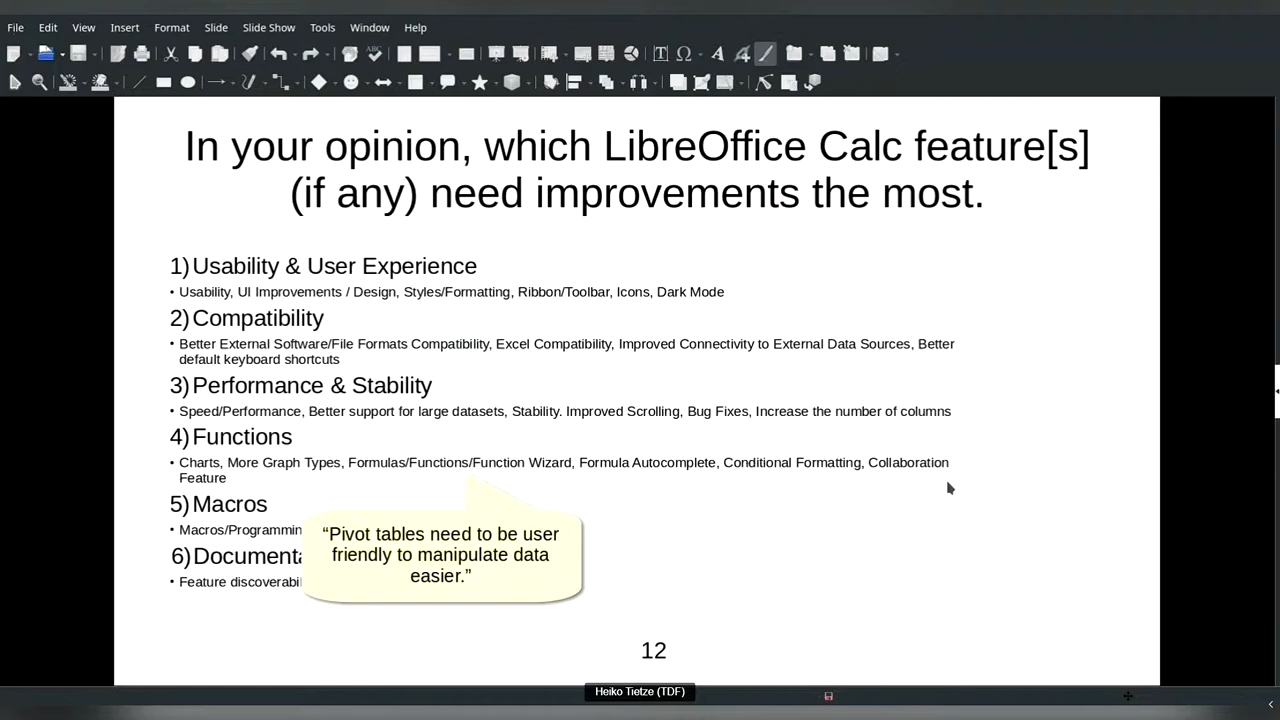 File Edit View Insert Format Slide Slide Show Tools Window Help
In your opinion, which LibreOffice Calc feature[s]
(if any) need improvements the most.
1) Usability & User Experience
• Usability, UI Improvements / Design, Styles/Formatting, Ribbon/Toolbar, Icons, Dark Mode
2) Compatibility
• Better External Software/File Formats Compatibility, Excel Compatibility, Improved Connectivity to External Data Sources, Better
default keyboard shortcuts
3) Performance & Stability
• Speed/Performance, Better support for large datasets, Stability. Improved Scrolling, Bug Fixes, Increase the number of columns
4) Functions
• Charts, More Graph Types, Formulas/Functions/Function Wizard, Formula Autocomplete, Conditional Formatting, Collaboration
Feature
5) Macros
• Macros/Programmin
6) Documenta
• Feature discoverabil
“Pivot tables need to be user
friendly to manipulate data
easier.”
12
Heiko Tietze (TDF)